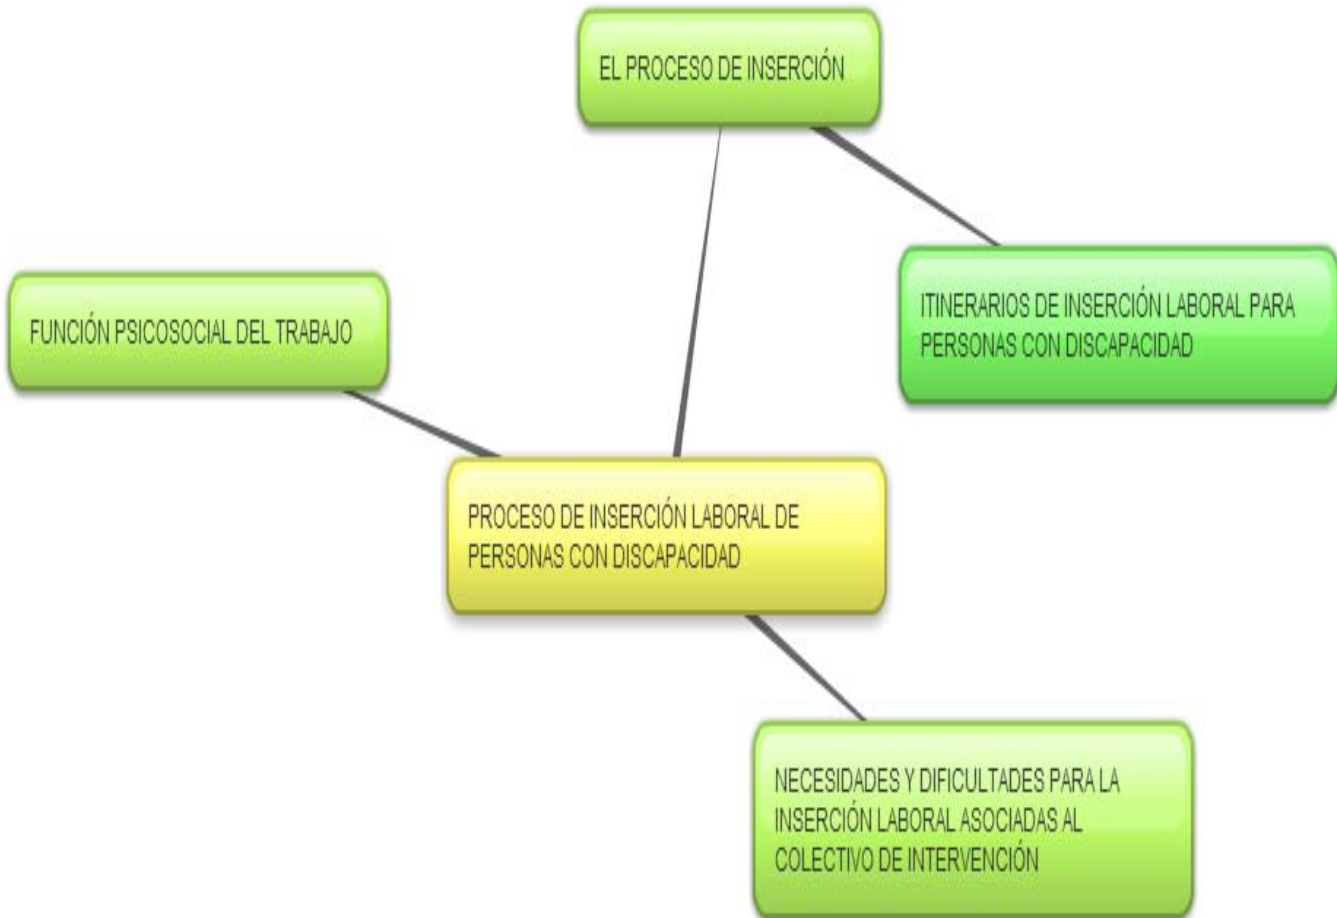 EL PROCESO DE INSERCIÓN
ITINERARIOS DE INSERCIÓN LABORAL PARA
PERSONAS CON DISCAPACIDAD
FUNCIÓN PSICOSOCIAL DEL TRABAJO
PROCESO DE INSERCIÓN LABORAL DE
PERSONAS CON DISCAPACIDAD
NECESIDADES Y DIFICULTADES PARA LA
INSERCIÓN LABORAL ASOCIADAS AL
COLECTIVO DE INTERVENCIÓN